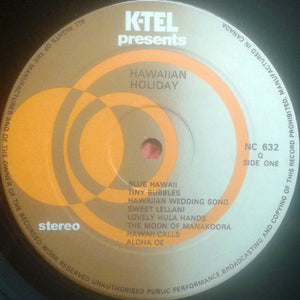 K-TEL
presents
HAWAIIAN
HOLIDAY
NC 632
Q
SIDE ONE
BLUE HAWAII
TINY BUBBLES
HAWAIIAN WEDDING SONG
SWEET LELLANI
LOVELY HULA HANDS
THE MOON OF MANAKOORA
HAWAII CALLS
ALOHA OE
stereo
ALL RIGHTS OF THE MANUFACTURER AND OF THE OWNER OF THE RECORDED WORK RESERVED UNAUTHORISED PUBLIC PERFORMANCE BROADCASTING AND COPYING OF THIS RECORD PROHIBITED. MANUFACTURED IN CANADA